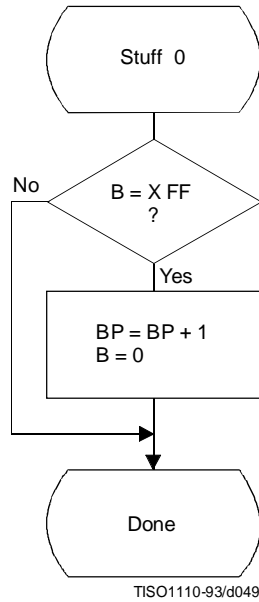 Stuff 0
No
B = X FF
?
Yes
BP = BP + 1
B = 0
Done
TISO1110-93/d049